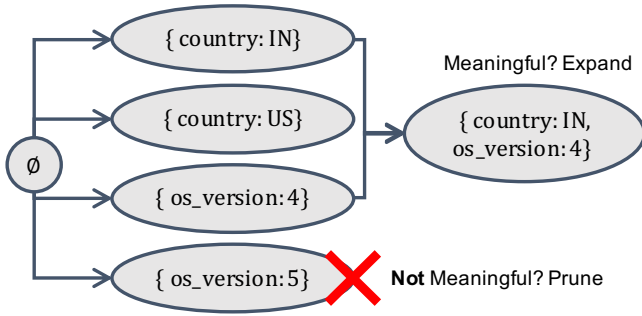 { country: IN}
Meaningful? Expand
{ country: US}
{ country: IN,
os_version: 4}
∅
{ os_version: 4}
{ os_version: 5}
Not Meaningful? Prune